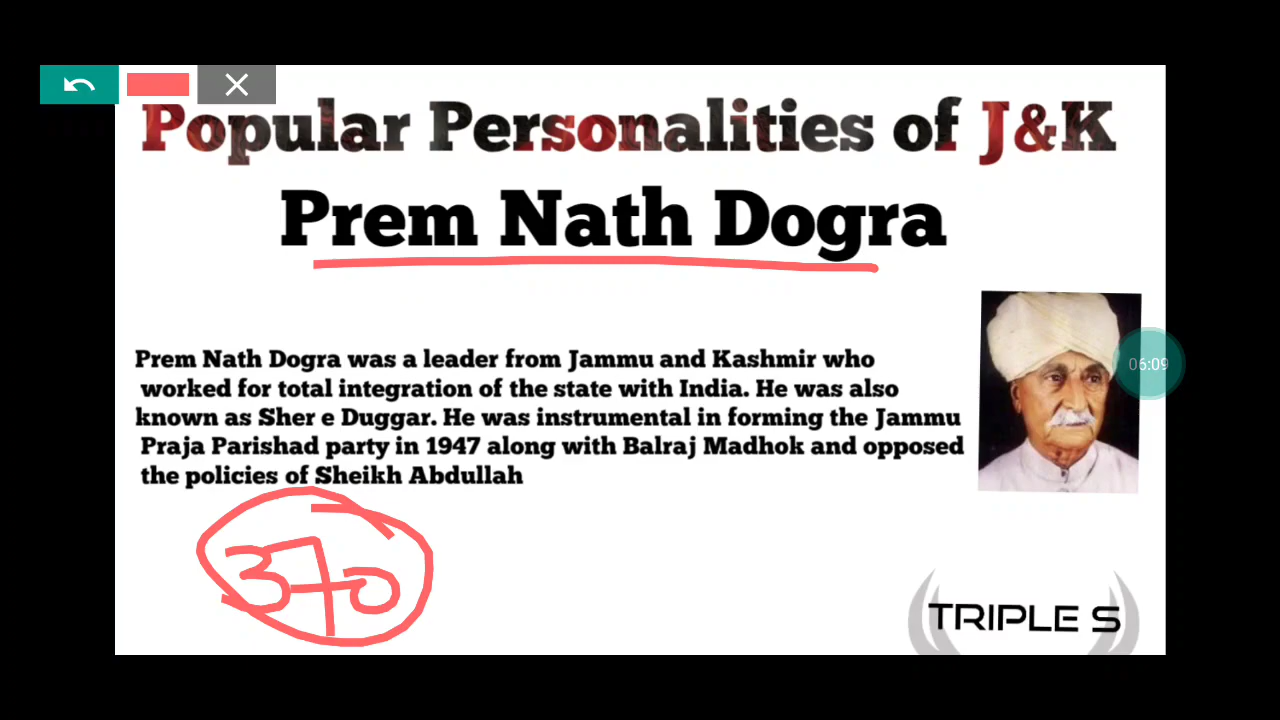 Popular Personalities of J&K
Prem Nath Dogra
Prem Nath Dogra was a leader from Jammu and Kashmir who
worked for total integration of the state with India. He was also
known as Sher e Duggar. He was instrumental in forming the Jammu
Praja Parishad party in 1947 along with Balraj Madhok and opposed
the policies of Sheikh Abdullah
06:09
370
TRIPLE S